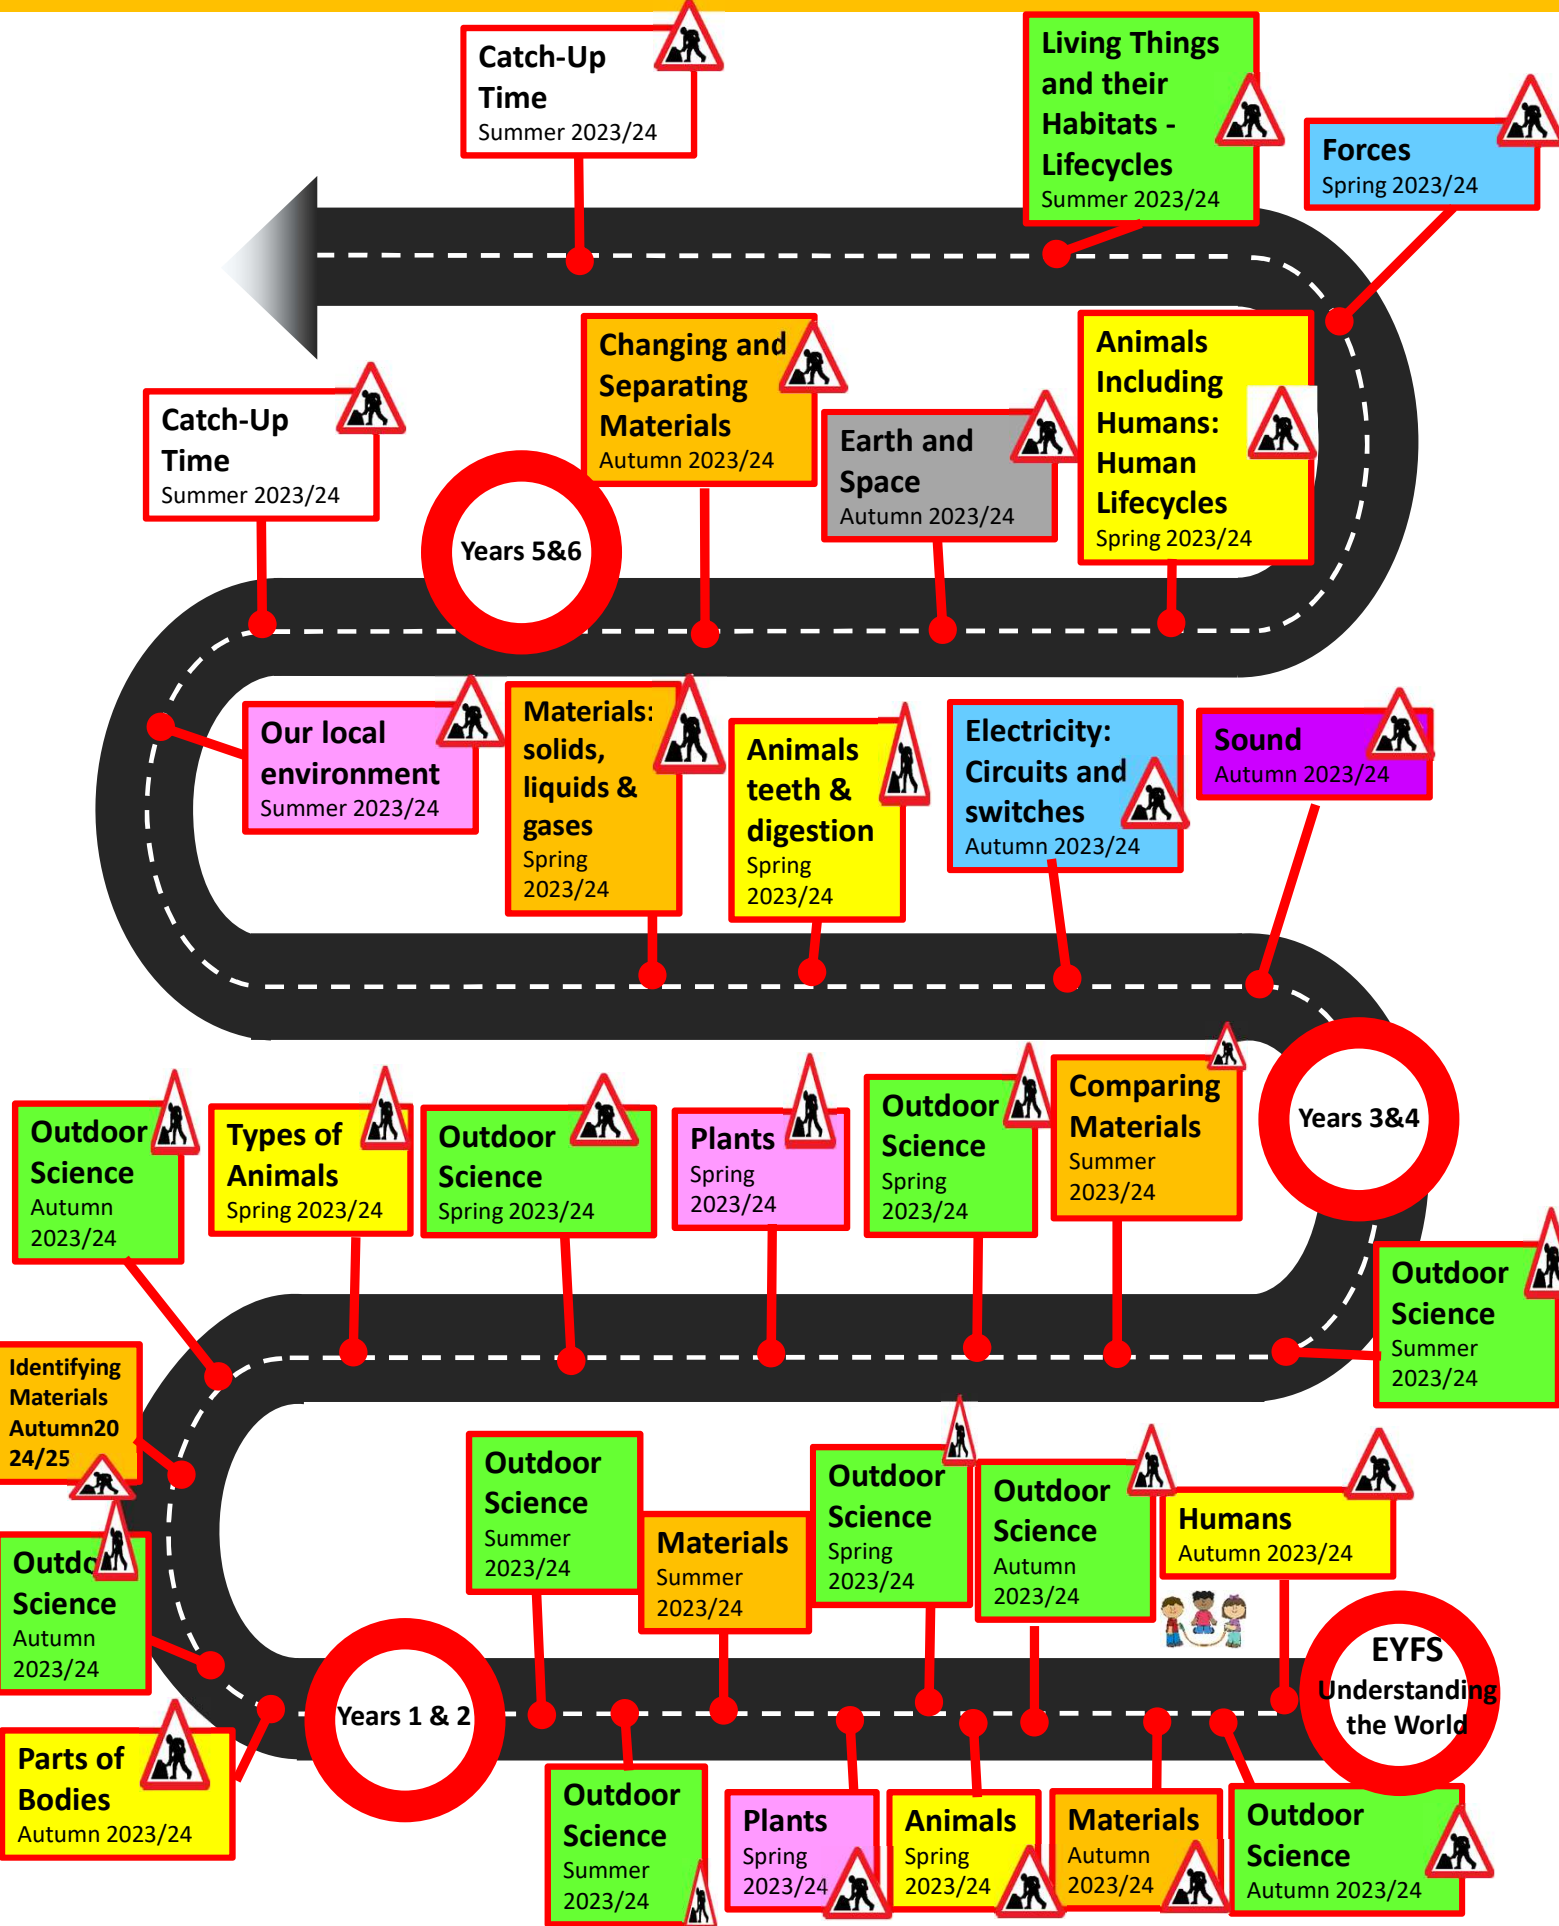 Catch-Up
Time
Summer 2023/24
Living Things
and their
Habitats -
Lifecycles
Summer 2023/24
Forces
Spring 2023/24
Changing and
Separating
Materials
Autumn 2023/24
Animals
Including
Humans:
Human
Lifecycles
Spring 2023/24
Catch-Up
Time
Summer 2023/24
Earth and
Space
Autumn 2023/24
Years 5&6
Our local
environment
Summer 2023/24
Materials:
solids,
liquids &
gases
Spring
2023/24
Animals
teeth &
digestion
Spring
2023/24
Electricity:
Circuits and
switches
Autumn 2023/24
Sound
Autumn 2023/24
Years 3&4
Outdoor
Science
Autumn
2023/24
Types of
Animals
Spring 2023/24
Outdoor
Science
Spring 2023/24
Plants
Spring
2023/24
Outdoor
Science
Spring
2023/24
Comparing
Materials
Summer
2023/24
Outdoor
Science
Summer
2023/24
Identifying
Materials
Autumn20
24/25
Outdoor
Science
Summer
2023/24
Materials
Summer
2023/24
Outdoor
Science
Spring
2023/24
Outdoor
Science
Autumn
2023/24
Humans
Autumn 2023/24
Outdo
Science
Autumn
2023/24
Years 1 & 2
EYFS
Understanding
the World
Parts of
Bodies
Autumn 2023/24
Outdoor
Science
Summer
2023/24
Plants
Spring
2023/24
Animals
Spring
2023/24
Materials
Autumn
2023/24
Outdoor
Science
Autumn 2023/24